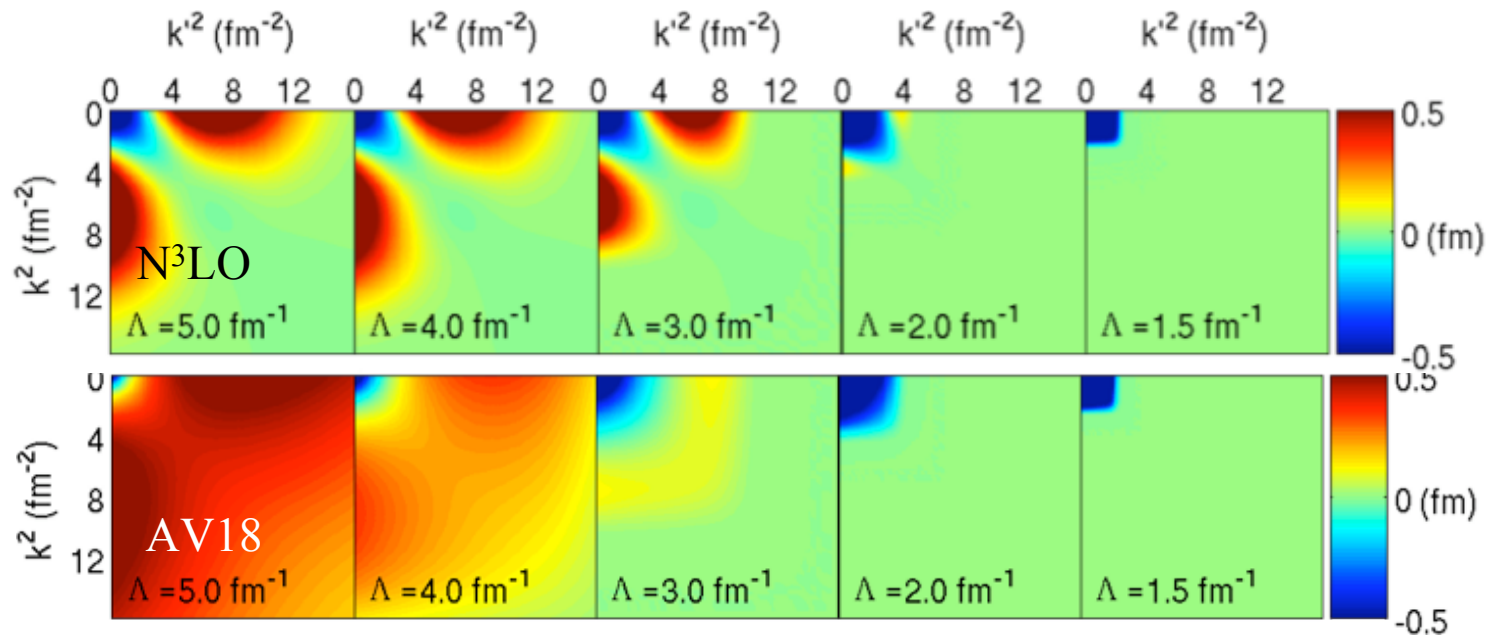 k'² (fm⁻²) k'² (fm⁻²) k'² (fm⁻²) k'² (fm⁻²) k'² (fm⁻²)
0 4 8 12 0 4 8 12 0 4 8 12 0 4 8 12 0 4 8 12
k² (fm⁻²)
0
4
8
12
N³LO
Λ =5.0 fm⁻¹ Λ =4.0 fm⁻¹ Λ =3.0 fm⁻¹ Λ =2.0 fm⁻¹ Λ =1.5 fm⁻¹
0.5
0 (fm)
-0.5
k² (fm⁻²)
0
4
8
12
AV18
Λ =5.0 fm⁻¹ Λ =4.0 fm⁻¹ Λ =3.0 fm⁻¹ Λ =2.0 fm⁻¹ Λ =1.5 fm⁻¹
0.5
0 (fm)
-0.5